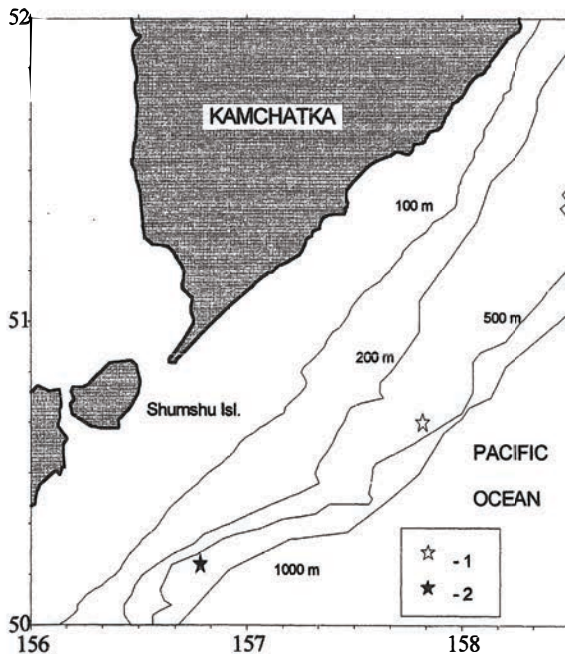 52
KAMCHATKA
100 m
51
500 m
200 m
Shumshu Isl.
PACIFIC
OCEAN
- 1
- 2
1000 m
50
156
157
158